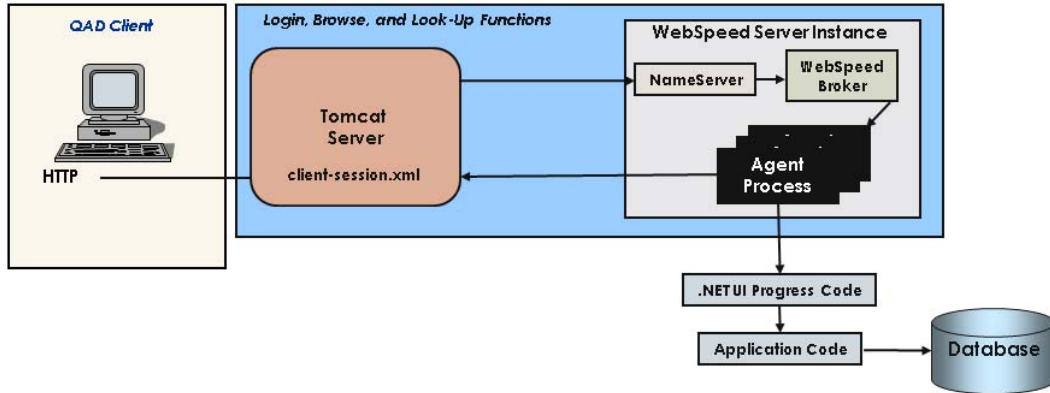 QAD Client
HTTP
Login, Browse, and Look-Up Functions
Tomcat
Server
client-session.xml
WebSpeed Server Instance
NameServer
WebSpeed
Broker
Agent
Process
.NETUI Progress Code
Application Code
Database